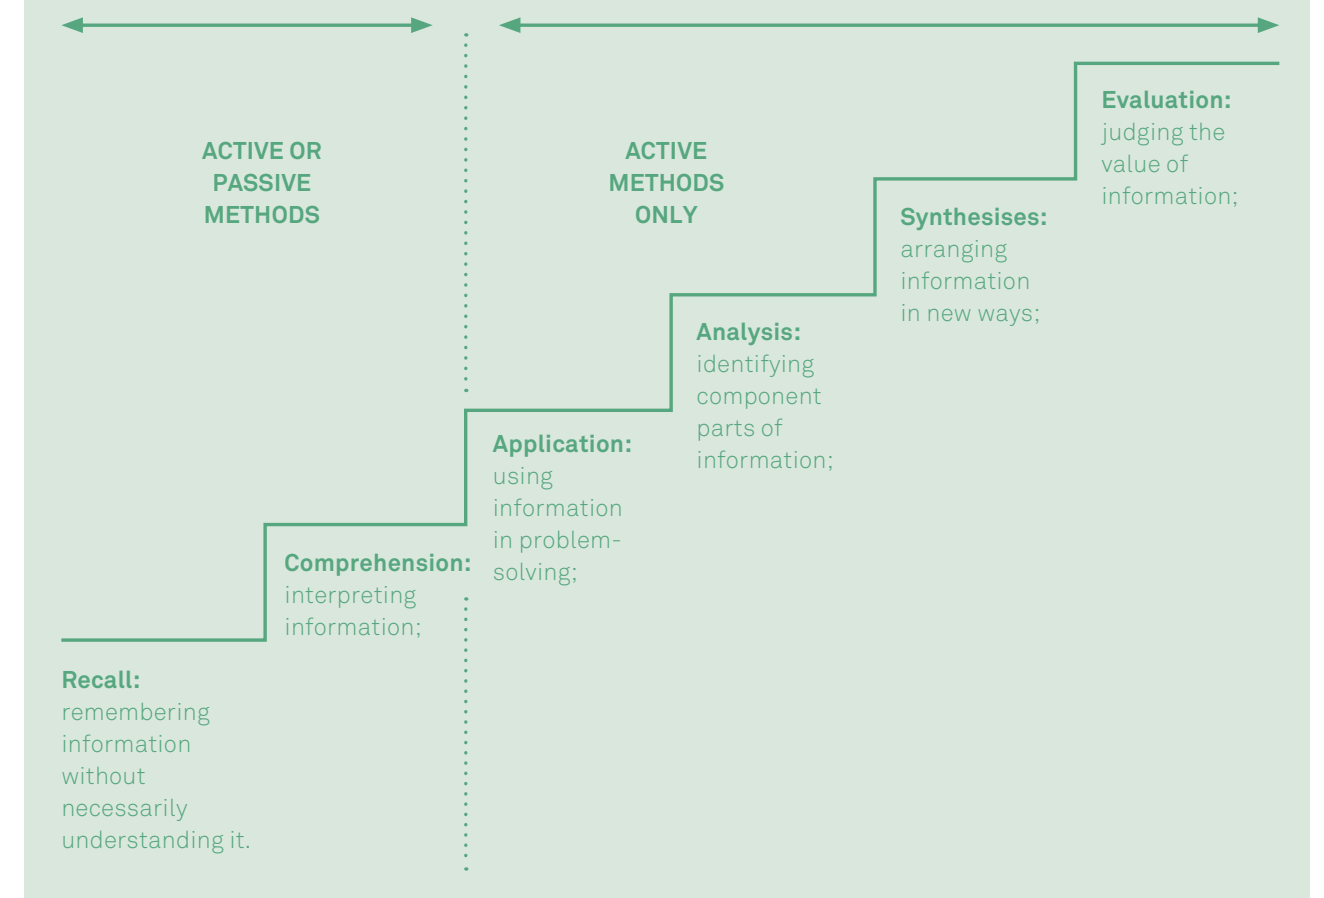 ACTIVE OR
PASSIVE
METHODS
ACTIVE
METHODS
ONLY
Evaluation:
judging the
value of
information;
Synthesises:
arranging
information
in new ways;
Analysis:
identifying
component
parts of
information;
Application:
using
information
in problem-
solving;
Comprehension:
interpreting
information;
Recall:
remembering
information
without
necessarily
understanding it.